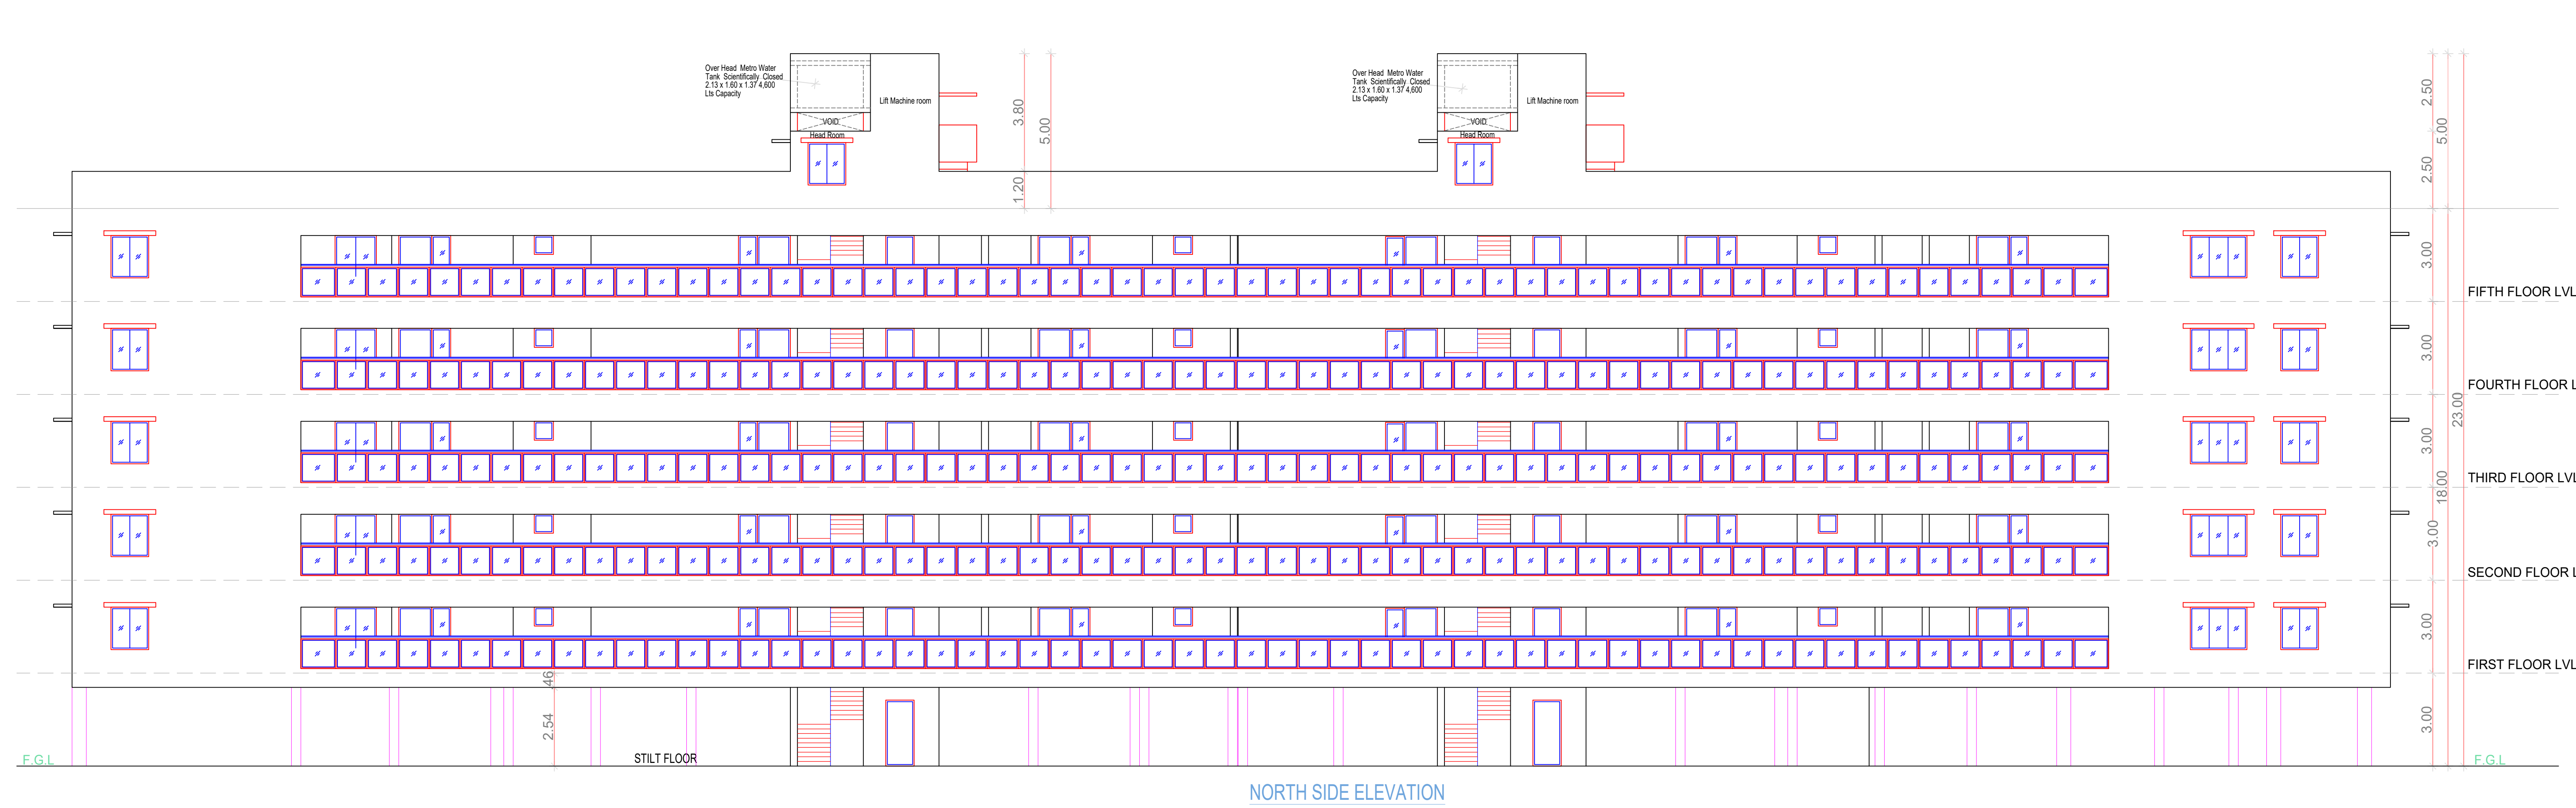 Over Head Metro Water
Tank Scientifically Closed
2.13 x 1.60 x 1.37 4,600
Lts Capacity
Lift Machine room
VOID
Head Room
3.80
5.00
1.20
Over Head Metro Water
Tank Scientifically Closed
2.13 x 1.60 x 1.37 4,600
Lts Capacity
Lift Machine room
VOID
Head Room
2.50
5.00
2.50
3.00
FIFTH FLOOR LVL
3.00
FOURTH FLOOR L
23.00
3.00
THIRD FLOOR LVL
18.00
3.00
SECOND FLOOR L
3.00
FIRST FLOOR LVL
.46
2.54
3.00
STILT FLOOR
F.G.L
F.G.L
NORTH SIDE ELEVATION